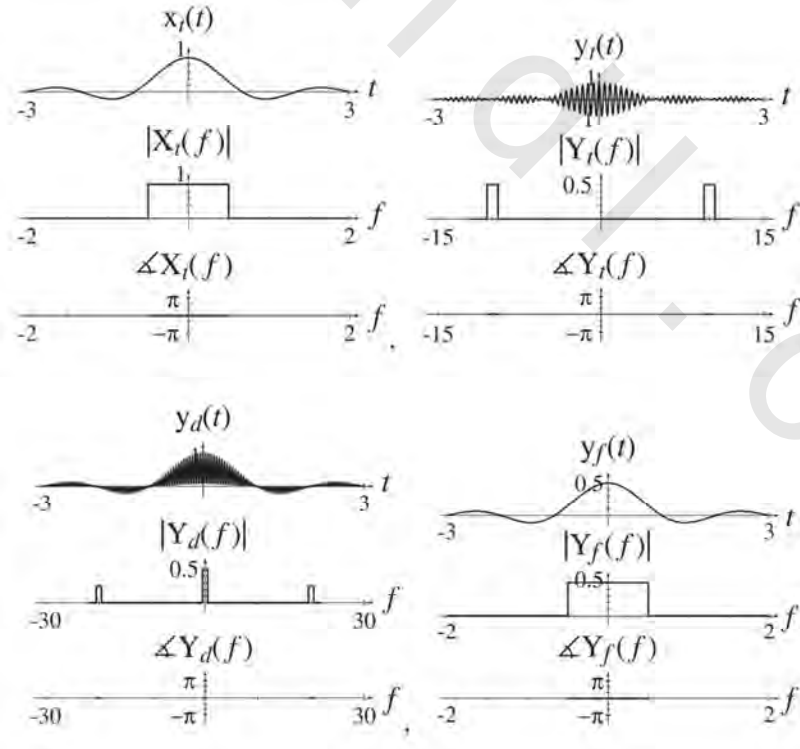 x_t(t)
1
-3 3 t
|X_t(f)|
1
-2 2 f
∡X_t(f)
π
-π
-2 2 f ,
y_t(t)
1
1
-3 3 t
|Y_t(f)|
0.5
-15 15 f
∡Y_t(f)
π
-π
-15 15 f
y_d(t)
1
-3 3 t
|Y_d(f)|
0.5
-30 30 f
∡Y_d(f)
π
-π
-30 30 f ,
y_f(t)
0.5
-3 3 t
|Y_f(f)|
0.5
-2 2 f
∡Y_f(f)
π
-π
-2 2 f